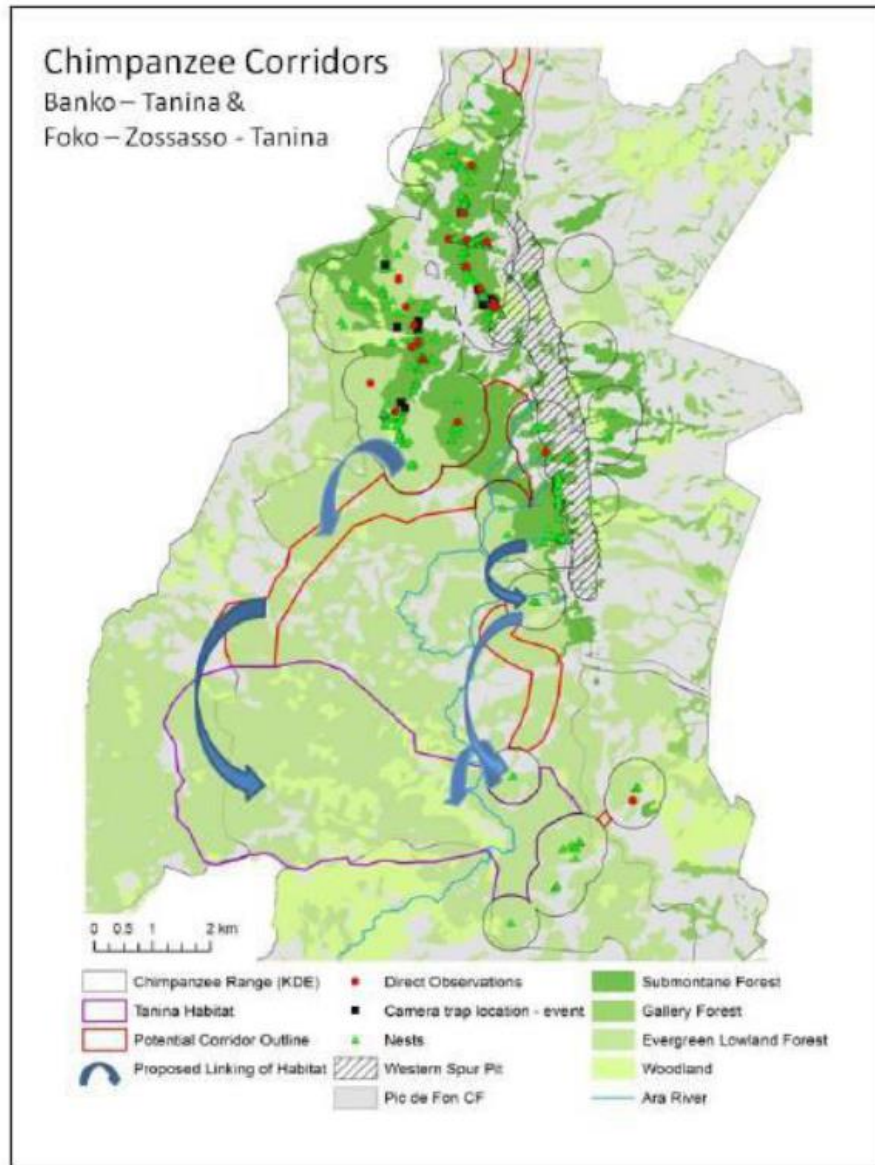 Chimpanzee Corridors
Banko – Tanina &
Foko – Zossasso - Tanina
0 0.5 1 2 km
Chimpanzee Range (KDE)
Tanina Habitat
Potential Corridor Outline
Proposed Linking of Habitat
Direct Observations
Camera trap location - event
Nests
Western Spur Pit
Pic de Fon CF
Submontane Forest
Gallery Forest
Evergreen Lowland Forest
Woodland
Ara River